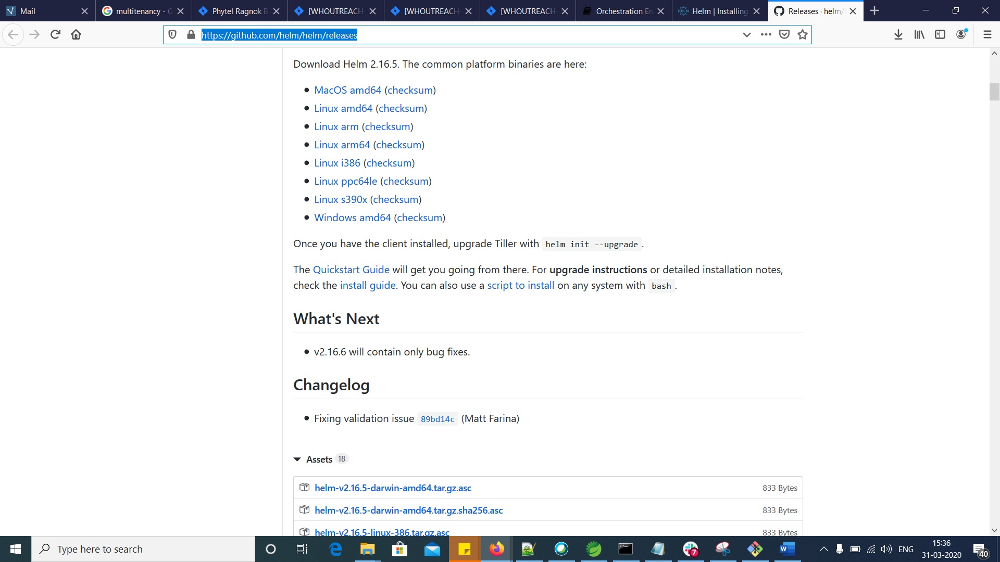 Mail
multitenancy - G
Phytel Ragnok B
[WHOUTREACH
[WHOUTREACH
[WHOUTREACH
Orchestration En
Helm | Installing
Releases · helm/
https://github.com/helm/helm/releases
Download Helm 2.16.5. The common platform binaries are here:
MacOS amd64 (checksum)
Linux amd64 (checksum)
Linux arm (checksum)
Linux arm64 (checksum)
Linux i386 (checksum)
Linux ppc64le (checksum)
Linux s390x (checksum)
Windows amd64 (checksum)
Once you have the client installed, upgrade Tiller with helm init --upgrade.
The Quickstart Guide will get you going from there. For upgrade instructions or detailed installation notes,
check the install guide. You can also use a script to install on any system with bash.
What's Next
v2.16.6 will contain only bug fixes.
Changelog
Fixing validation issue 89bd14c (Matt Farina)
Assets 18
helm-v2.16.5-darwin-amd64.tar.gz.asc 833 Bytes
helm-v2.16.5-darwin-amd64.tar.gz.sha256.asc 833 Bytes
helm-v2.16.5-linux-386.tar.gz.asc 833 Bytes
Type here to search
7
ENG
15:36
31-03-2020
40